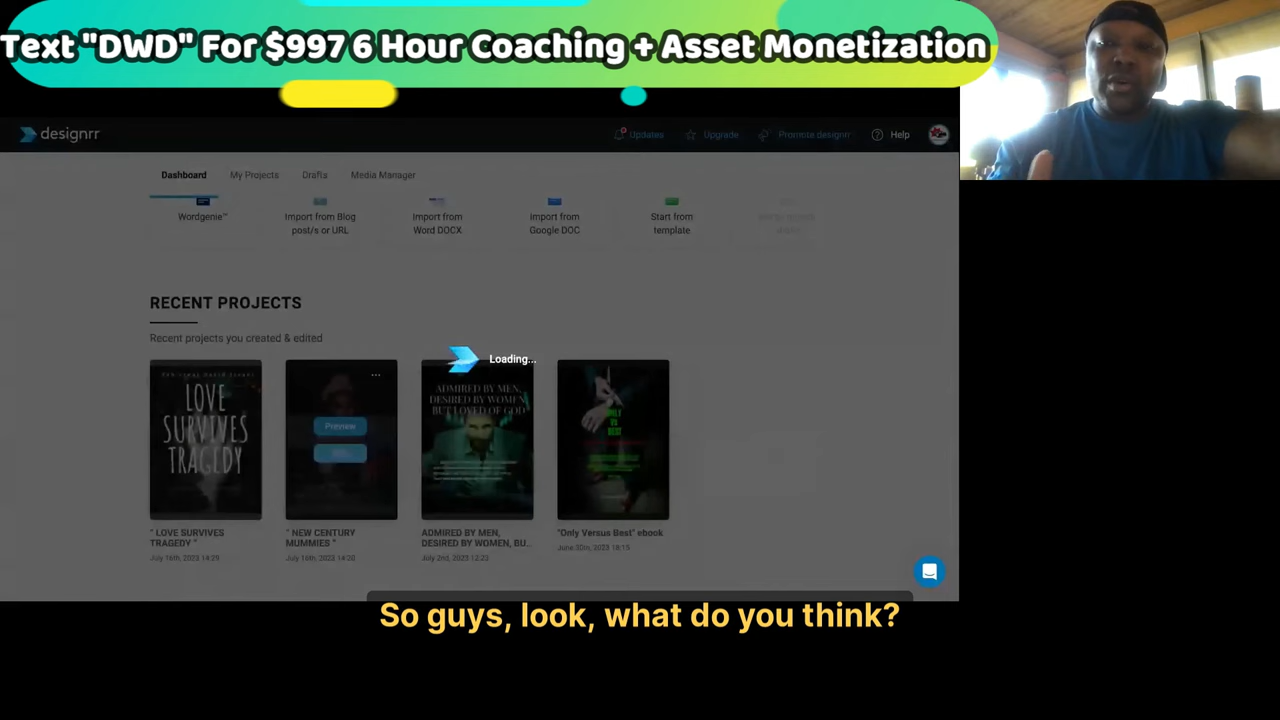 Text "DWD" For $997 6 Hour Coaching + Asset Monetization
designrr
Updates
Upgrade
Promote designrr
Help
Dashboard
My Projects
Drafts
Media Manager
Wordgenie™
Import from Blog
post/s or URL
Import from
Word DOCX
Import from
Google DOC
Start from
template
RECENT PROJECTS
Recent projects you created & edited
Loading...
LOVE
SURVIVES
TRAGEDY
Preview
ADMIRED BY MEN,
DESIRED BY WOMEN,
BUT LOVED OF GOD
ONLY
VS
BEST
" LOVE SURVIVES
TRAGEDY "
July 16th, 2023 14:29
" NEW CENTURY
MUMMIES "
July 16th, 2023 14:20
ADMIRED BY MEN,
DESIRED BY WOMEN, BU...
July 2nd, 2023 12:23
"Only Versus Best" ebook
June 30th, 2023 18:15
So guys, look, what do you think?